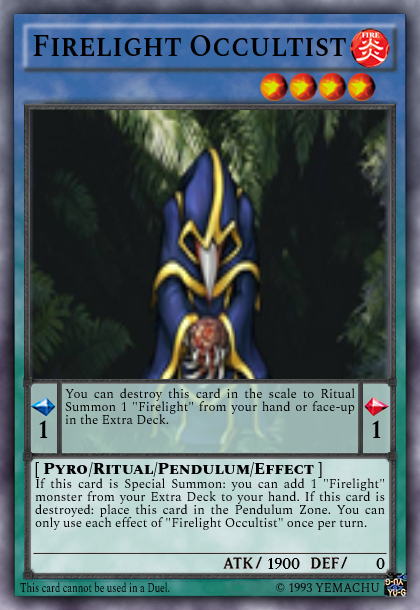 Firelight Occultist
FIRE
炎
You can destroy this card in the scale to Ritual
Summon 1 "Firelight" from your hand or face-up
in the Extra Deck.
1
1
[ Pyro/Ritual/Pendulum/Effect ]
If this card is Special Summon: you can add 1 "Firelight"
monster from your Extra Deck to your hand. If this card is
destroyed: place this card in the Pendulum Zone. You can
only use each effect of "Firelight Occultist" once per turn.
ATK/ 1900 DEF/ 0
This card cannot be used in a Duel.
© 1993 YEMACHU
YU-G